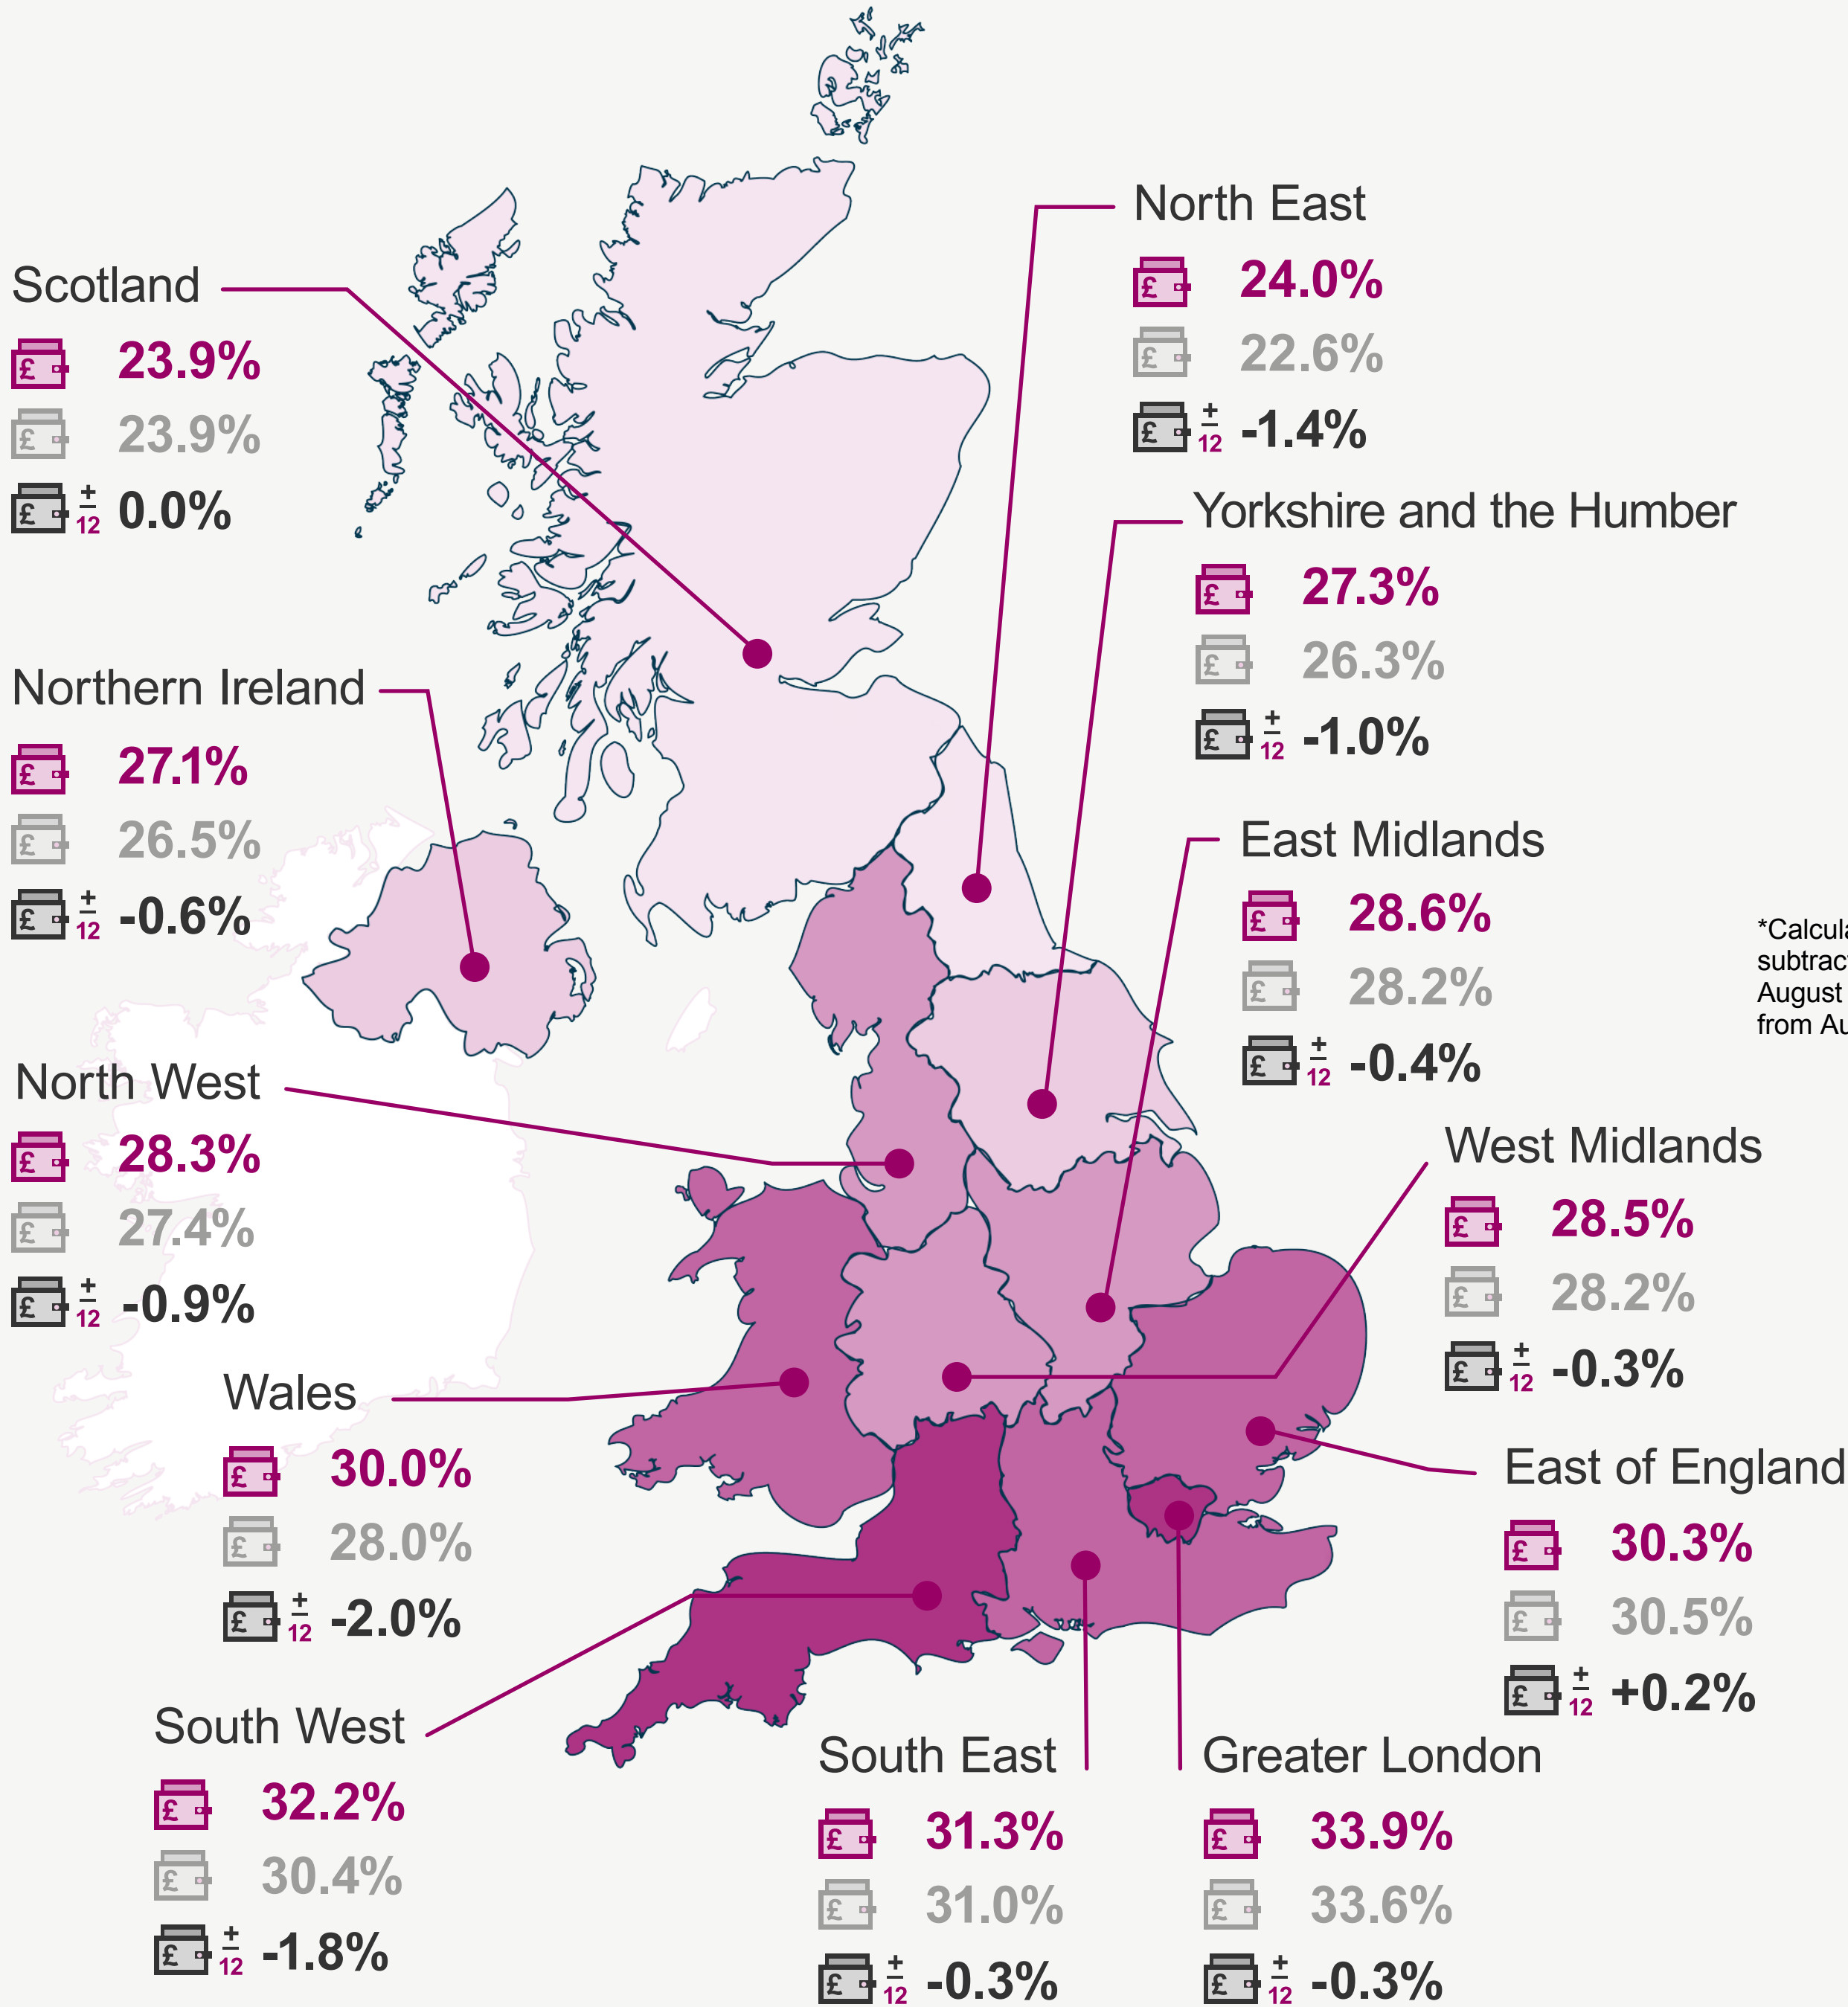 Scotland
£ 23.9%
£ 23.9%
£ ± 12 0.0%
North East
£ 24.0%
£ 22.6%
£ ± 12 -1.4%
Yorkshire and the Humber
£ 27.3%
£ 26.3%
£ ± 12 -1.0%
Northern Ireland
£ 27.1%
£ 26.5%
£ ± 12 -0.6%
East Midlands
£ 28.6%
£ 28.2%
£ ± 12 -0.4%
*Calcula
subtract
August
from Au
North West
£ 28.3%
£ 27.4%
£ ± 12 -0.9%
West Midlands
£ 28.5%
£ 28.2%
£ ± 12 -0.3%
Wales
£ 30.0%
£ 28.0%
£ ± 12 -2.0%
East of England
£ 30.3%
£ 30.5%
£ ± 12 +0.2%
South West
£ 32.2%
£ 30.4%
£ ± 12 -1.8%
South East
£ 31.3%
£ 31.0%
£ ± 12 -0.3%
Greater London
£ 33.9%
£ 33.6%
£ ± 12 -0.3%